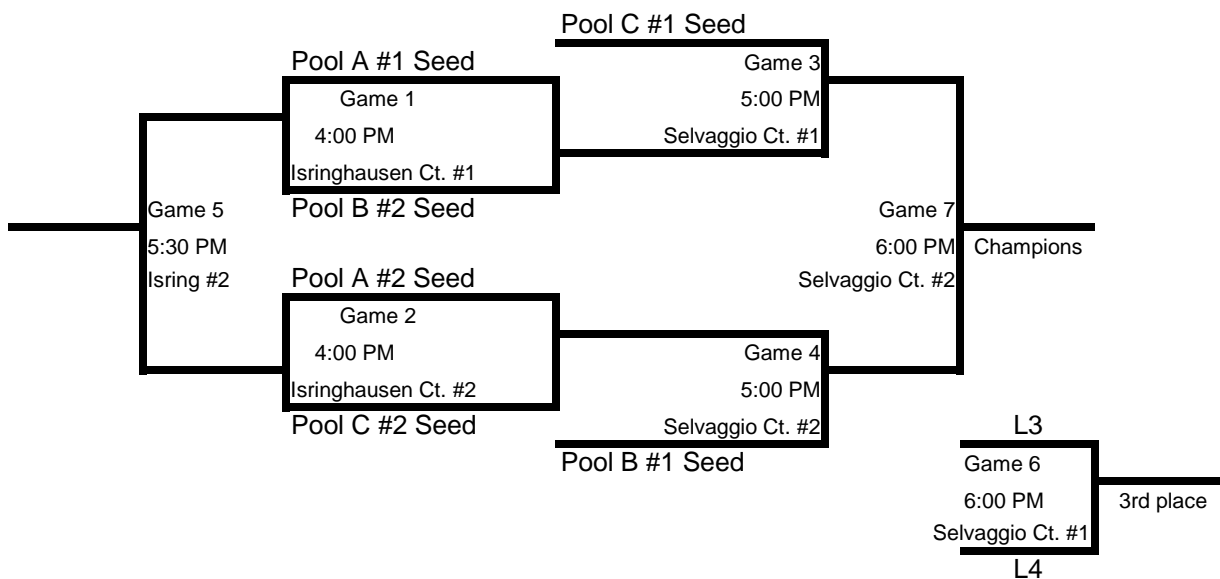 Pool C #1 Seed
Pool A #1 Seed
Game 3
Game 1
5:00 PM
4:00 PM
Selvaggio Ct. #1
Isringhausen Ct. #1
Pool B #2 Seed
Game 5
Game 7
5:30 PM
6:00 PM
Champions
Isring #2
Pool A #2 Seed
Selvaggio Ct. #2
Game 2
4:00 PM
Game 4
Isringhausen Ct. #2
5:00 PM
Pool C #2 Seed
Selvaggio Ct. #2
L3
Pool B #1 Seed
Game 6
6:00 PM
3rd place
Selvaggio Ct. #1
L4